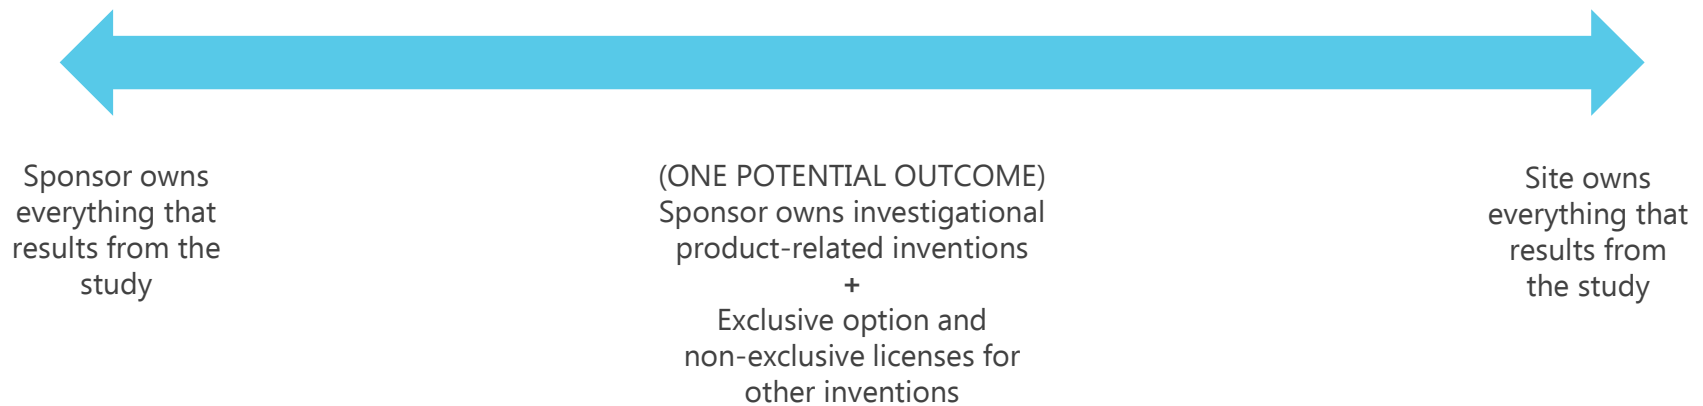 Sponsor owns
everything that
results from the
study
(ONE POTENTIAL OUTCOME)
Sponsor owns investigational
product-related inventions
+
Exclusive option and
non-exclusive licenses for
other inventions
Site owns
everything that
results from
the study